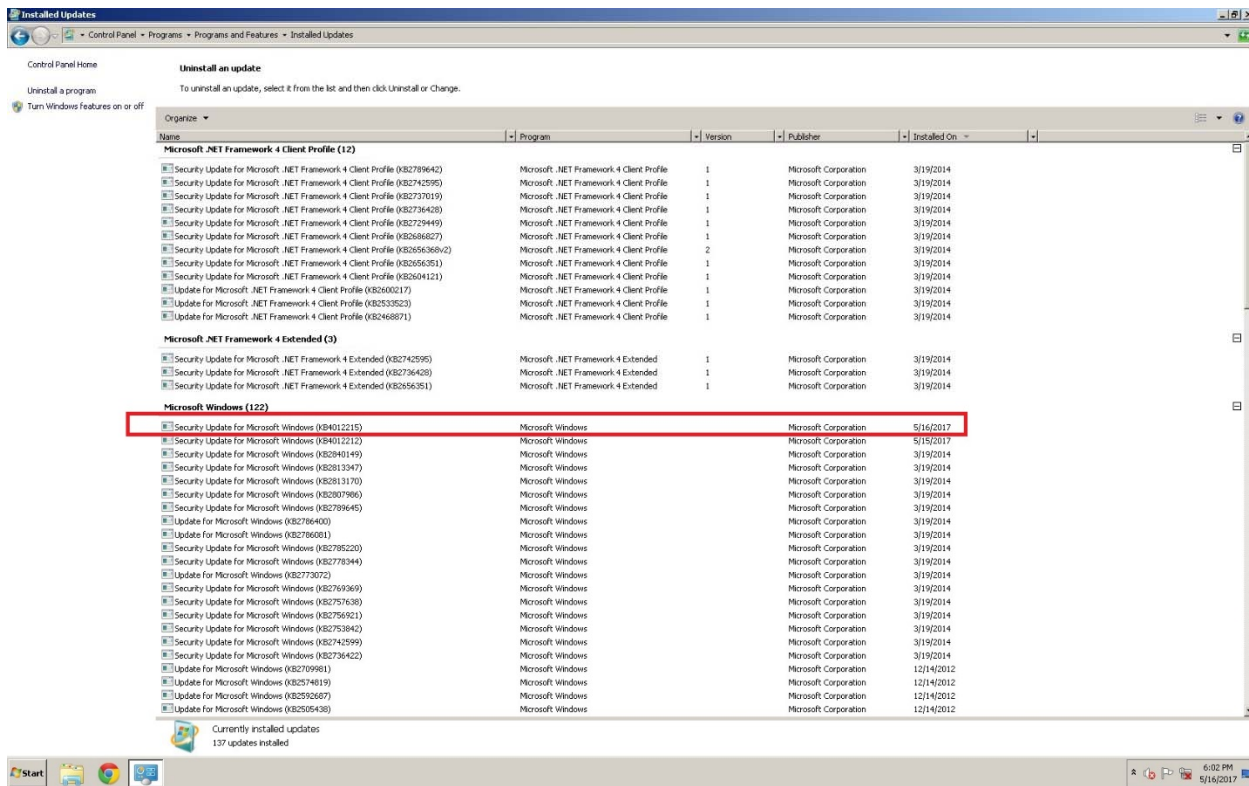 Installed Updates
Control Panel Programs Programs and Features Installed Updates
Control Panel Home
Uninstall a program
Turn Windows features on or off
Uninstall an update
To uninstall an update, select it from the list and then click Uninstall or Change.
Organize
Name Program Version Publisher Installed On
Microsoft .NET Framework 4 Client Profile (12)
Security Update for Microsoft .NET Framework 4 Client Profile (KB2789642) Microsoft .NET Framework 4 Client Profile 1 Microsoft Corporation 3/19/2014
Security Update for Microsoft .NET Framework 4 Client Profile (KB2742595) Microsoft .NET Framework 4 Client Profile 1 Microsoft Corporation 3/19/2014
Security Update for Microsoft .NET Framework 4 Client Profile (KB2737019) Microsoft .NET Framework 4 Client Profile 1 Microsoft Corporation 3/19/2014
Security Update for Microsoft .NET Framework 4 Client Profile (KB2736428) Microsoft .NET Framework 4 Client Profile 1 Microsoft Corporation 3/19/2014
Security Update for Microsoft .NET Framework 4 Client Profile (KB2729449) Microsoft .NET Framework 4 Client Profile 1 Microsoft Corporation 3/19/2014
Security Update for Microsoft .NET Framework 4 Client Profile (KB2686827) Microsoft .NET Framework 4 Client Profile 1 Microsoft Corporation 3/19/2014
Security Update for Microsoft .NET Framework 4 Client Profile (KB2656368v2) Microsoft .NET Framework 4 Client Profile 2 Microsoft Corporation 3/19/2014
Security Update for Microsoft .NET Framework 4 Client Profile (KB2656351) Microsoft .NET Framework 4 Client Profile 1 Microsoft Corporation 3/19/2014
Security Update for Microsoft .NET Framework 4 Client Profile (KB2604121) Microsoft .NET Framework 4 Client Profile 1 Microsoft Corporation 3/19/2014
Update for Microsoft .NET Framework 4 Client Profile (KB2600217) Microsoft .NET Framework 4 Client Profile 1 Microsoft Corporation 3/19/2014
Update for Microsoft .NET Framework 4 Client Profile (KB2533523) Microsoft .NET Framework 4 Client Profile 1 Microsoft Corporation 3/19/2014
Update for Microsoft .NET Framework 4 Client Profile (KB2468871) Microsoft .NET Framework 4 Client Profile 1 Microsoft Corporation 3/19/2014
Microsoft .NET Framework 4 Extended (3)
Security Update for Microsoft .NET Framework 4 Extended (KB2742595) Microsoft .NET Framework 4 Extended 1 Microsoft Corporation 3/19/2014
Security Update for Microsoft .NET Framework 4 Extended (KB2736428) Microsoft .NET Framework 4 Extended 1 Microsoft Corporation 3/19/2014
Security Update for Microsoft .NET Framework 4 Extended (KB2656351) Microsoft .NET Framework 4 Extended 1 Microsoft Corporation 3/19/2014
Microsoft Windows (122)
Security Update for Microsoft Windows (KB4012215) Microsoft Windows Microsoft Corporation 5/16/2017
Security Update for Microsoft Windows (KB4012212) Microsoft Windows Microsoft Corporation 5/15/2017
Security Update for Microsoft Windows (KB2840149) Microsoft Windows Microsoft Corporation 3/19/2014
Security Update for Microsoft Windows (KB2813347) Microsoft Windows Microsoft Corporation 3/19/2014
Security Update for Microsoft Windows (KB2813170) Microsoft Windows Microsoft Corporation 3/19/2014
Security Update for Microsoft Windows (KB2807986) Microsoft Windows Microsoft Corporation 3/19/2014
Security Update for Microsoft Windows (KB2789645) Microsoft Windows Microsoft Corporation 3/19/2014
Update for Microsoft Windows (KB2786400) Microsoft Windows Microsoft Corporation 3/19/2014
Update for Microsoft Windows (KB2786081) Microsoft Windows Microsoft Corporation 3/19/2014
Security Update for Microsoft Windows (KB2785220) Microsoft Windows Microsoft Corporation 3/19/2014
Security Update for Microsoft Windows (KB2778344) Microsoft Windows Microsoft Corporation 3/19/2014
Update for Microsoft Windows (KB2773072) Microsoft Windows Microsoft Corporation 3/19/2014
Security Update for Microsoft Windows (KB2769369) Microsoft Windows Microsoft Corporation 3/19/2014
Security Update for Microsoft Windows (KB2757638) Microsoft Windows Microsoft Corporation 3/19/2014
Security Update for Microsoft Windows (KB2756921) Microsoft Windows Microsoft Corporation 3/19/2014
Security Update for Microsoft Windows (KB2753842) Microsoft Windows Microsoft Corporation 3/19/2014
Security Update for Microsoft Windows (KB2742599) Microsoft Windows Microsoft Corporation 3/19/2014
Security Update for Microsoft Windows (KB2736422) Microsoft Windows Microsoft Corporation 3/19/2014
Update for Microsoft Windows (KB2709981) Microsoft Windows Microsoft Corporation 12/14/2012
Update for Microsoft Windows (KB2574819) Microsoft Windows Microsoft Corporation 12/14/2012
Update for Microsoft Windows (KB2592687) Microsoft Windows Microsoft Corporation 12/14/2012
Update for Microsoft Windows (KB2505438) Microsoft Windows Microsoft Corporation 12/14/2012
Currently installed updates
137 updates installed
Start
6:02 PM
5/16/2017